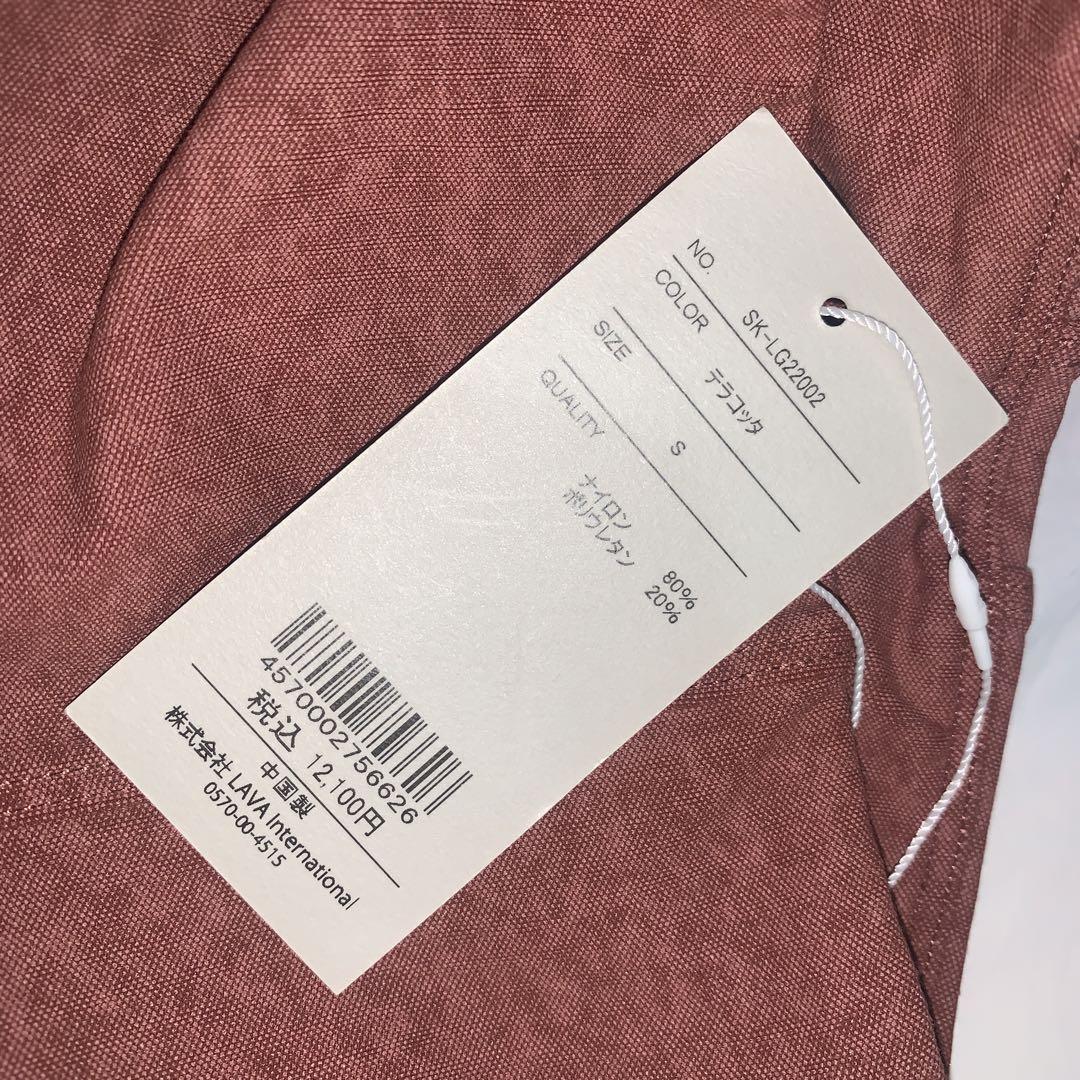 NO. SK-LG22002
COLOR テラコッタ
SIZE S
QUALITY
ナイロン 80%
ポリウレタン 20%
4570002756626
税込 12,100円
中国製
株式会社 LAVA International
0570-00-4515